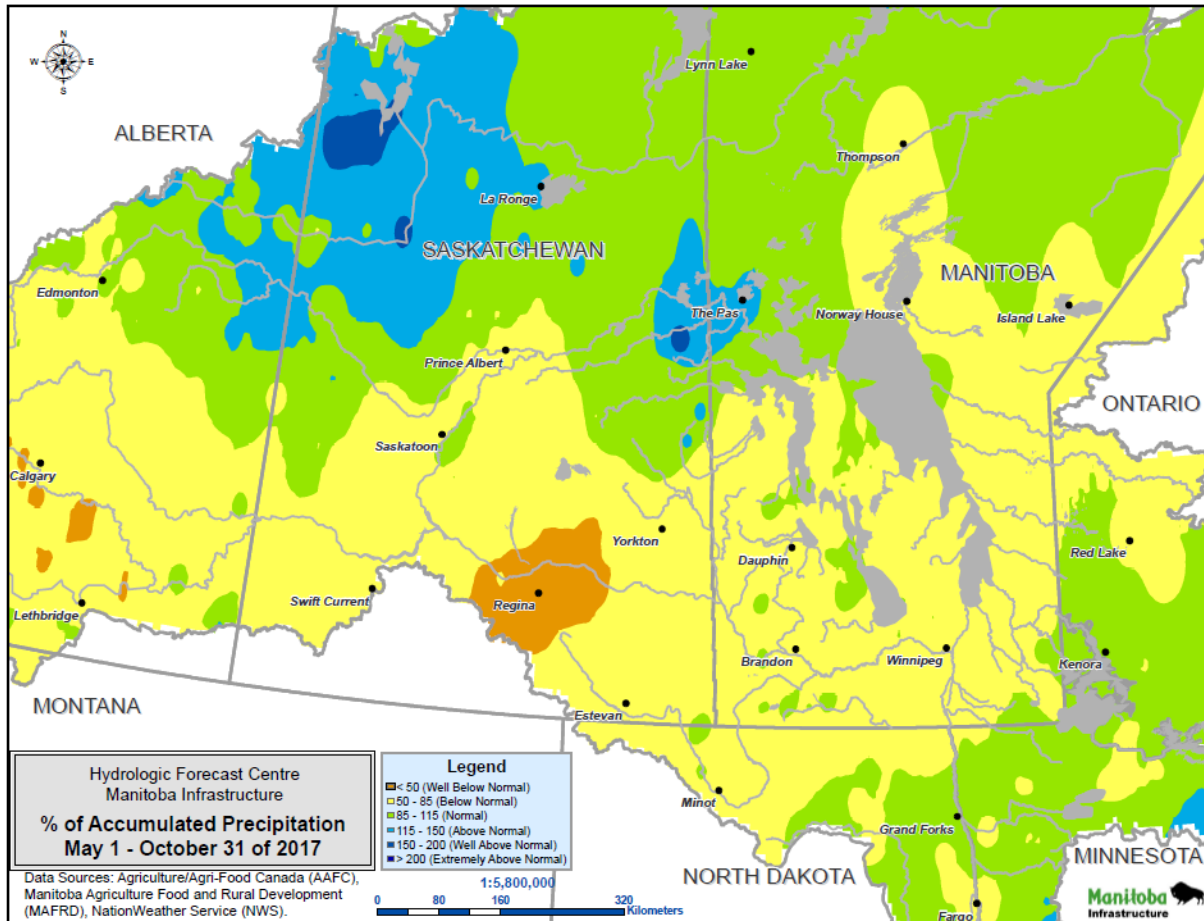 N
W
E
S
Lynn Lake
ALBERTA
Thompson
La Ronge
SASKATCHEWAN
MANITOBA
Edmonton
The Pas
Norway House
Island Lake
Prince Albert
ONTARIO
Saskatoon
Calgary
Yorkton
Dauphin
Red Lake
Swift Current
Regina
Lethbridge
Brandon
Winnipeg
Kenora
MONTANA
Estevan
Minot
Grand Forks
MINNESOTA
NORTH DAKOTA
Fargo
Hydrologic Forecast Centre
Manitoba Infrastructure
% of Accumulated Precipitation
May 1 - October 31 of 2017
Legend
< 50 (Well Below Normal)
50 - 85 (Below Normal)
85 - 115 (Normal)
115 - 150 (Above Normal)
150 - 200 (Well Above Normal)
> 200 (Extremely Above Normal)
Data Sources: Agriculture/Agri-Food Canada (AAFC),
Manitoba Agriculture Food and Rural Development
(MAFRD), NationWeather Service (NWS).
1:5,800,000
0 80 160 320
Kilometers
Manitoba
Infrastructure